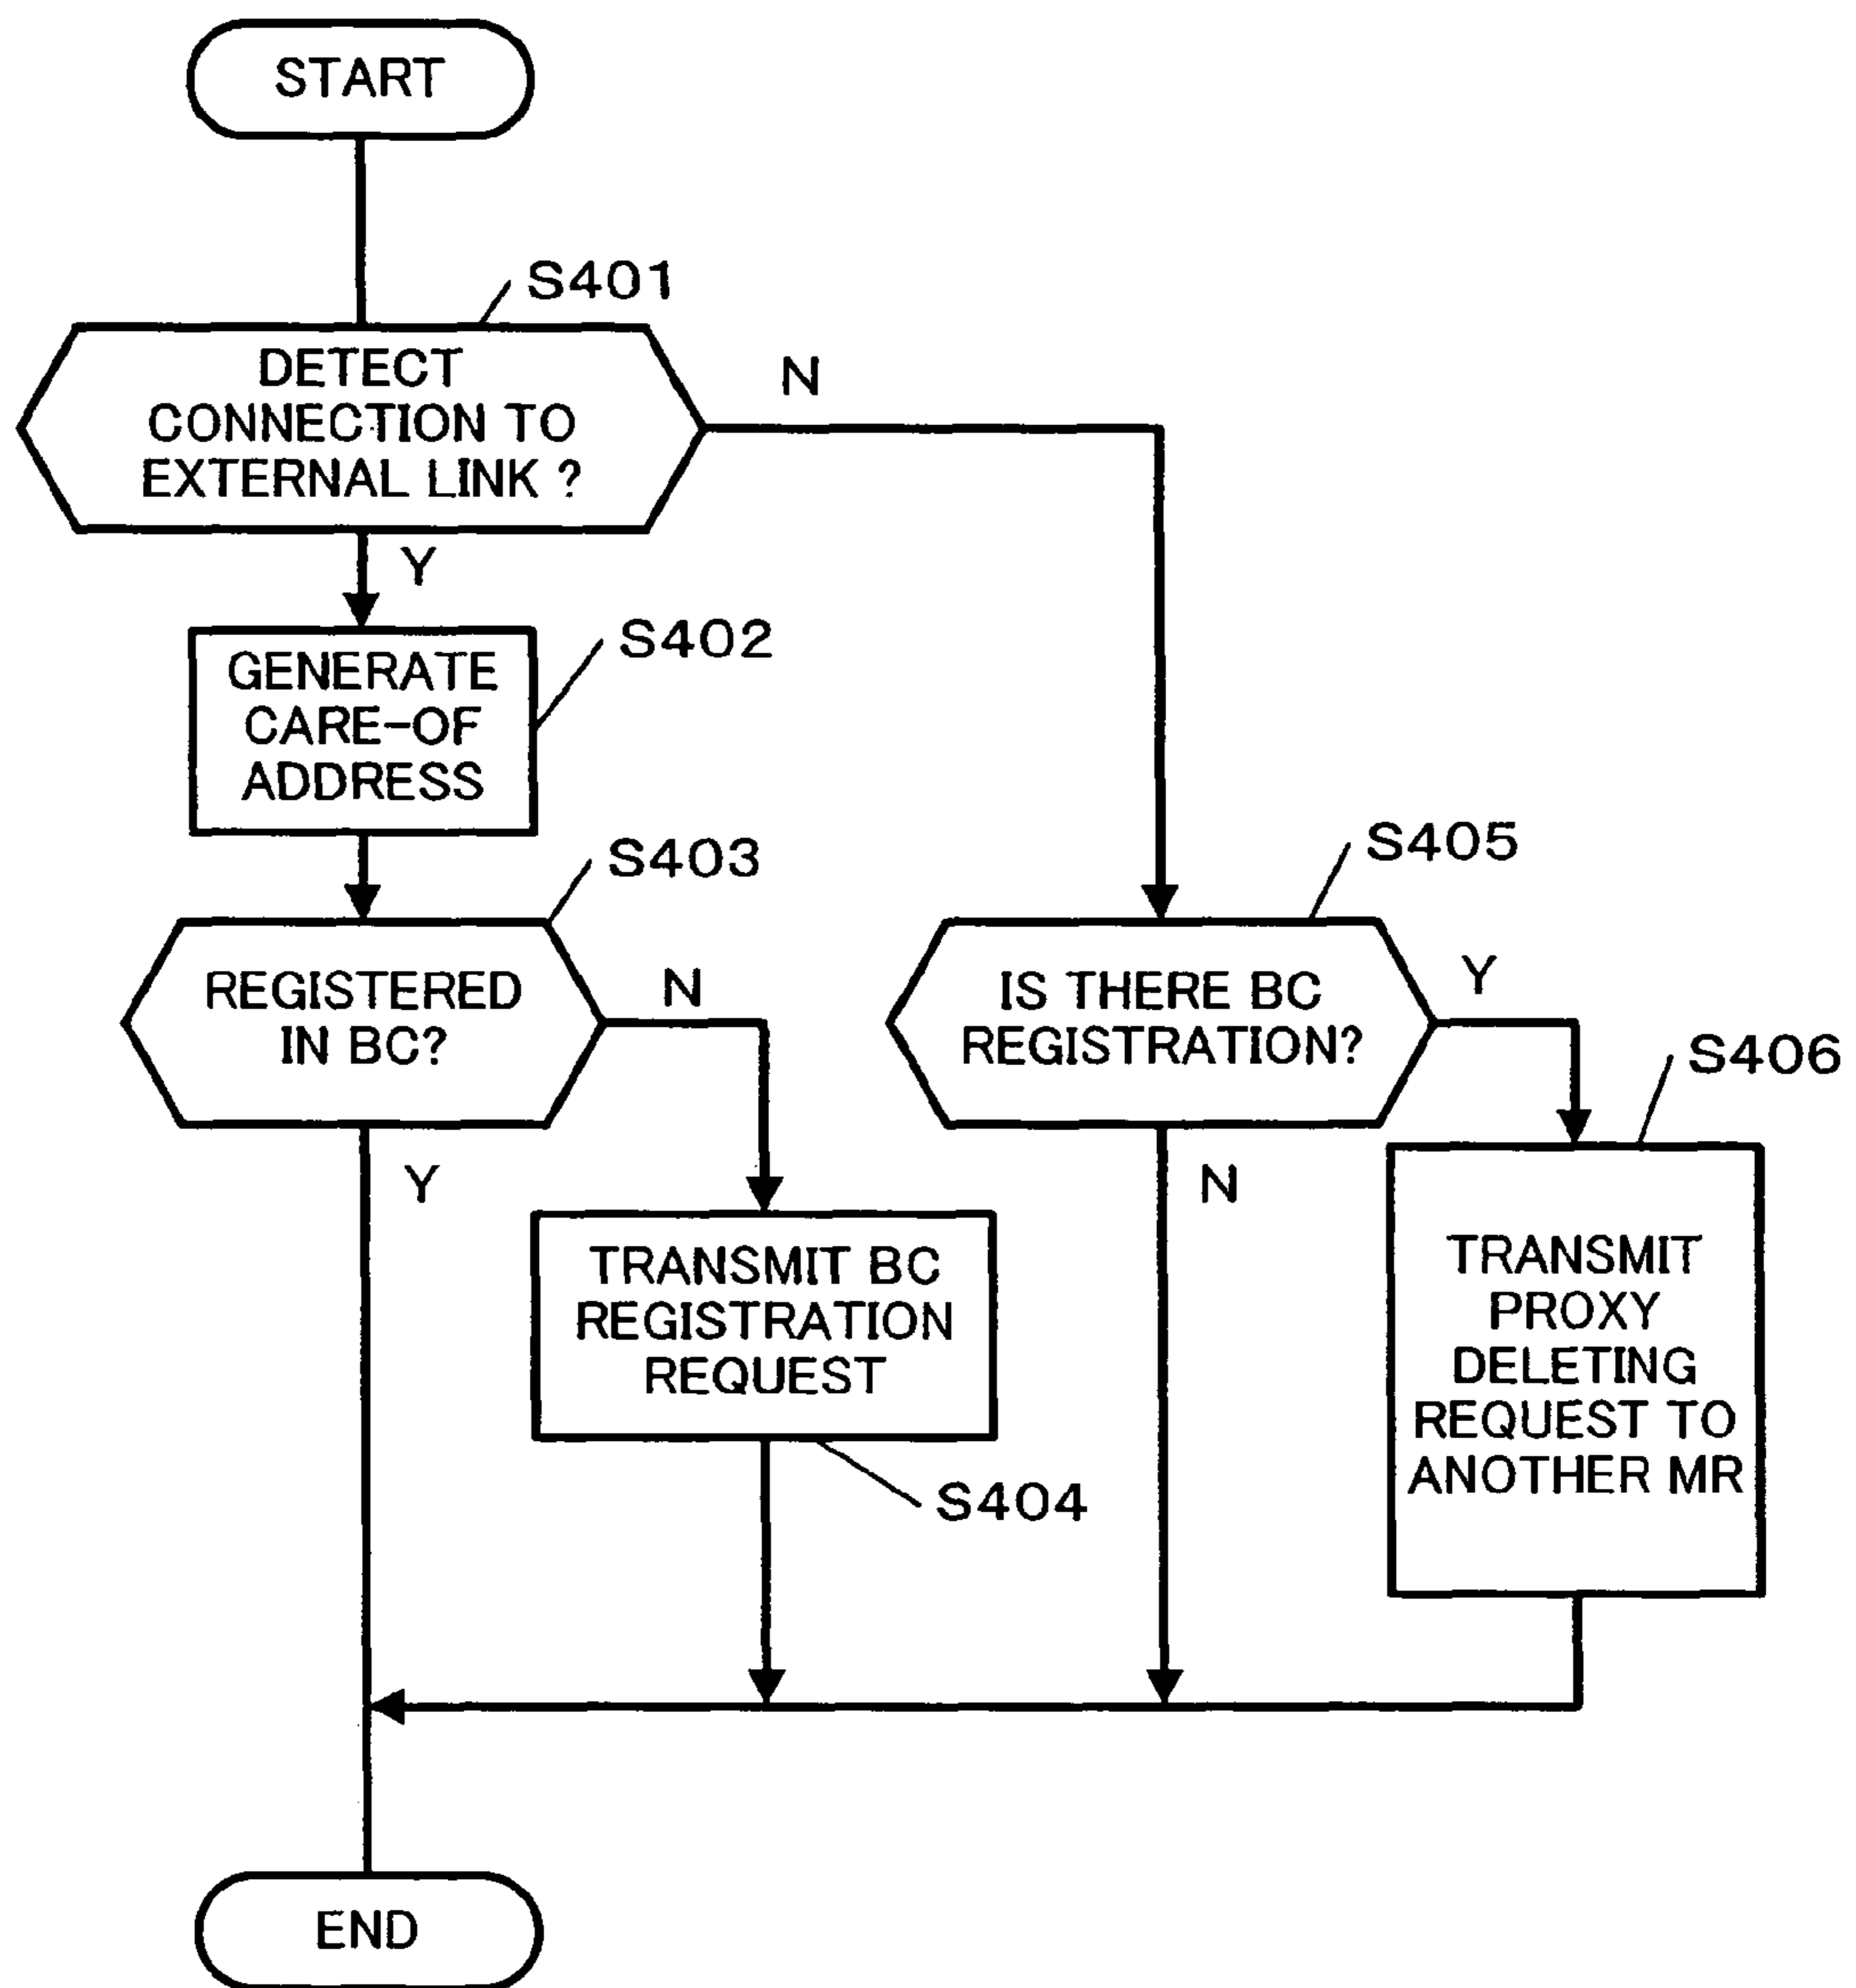 START
S401
DETECT
CONNECTION TO
EXTERNAL LINK ?
N
Y
S402
GENERATE
CARE-OF
ADDRESS
S403
REGISTERED
IN BC?
N
Y
S405
IS THERE BC
REGISTRATION?
Y
N
S406
TRANSMIT BC
REGISTRATION
REQUEST
S404
TRANSMIT
PROXY
DELETING
REQUEST TO
ANOTHER MR
END